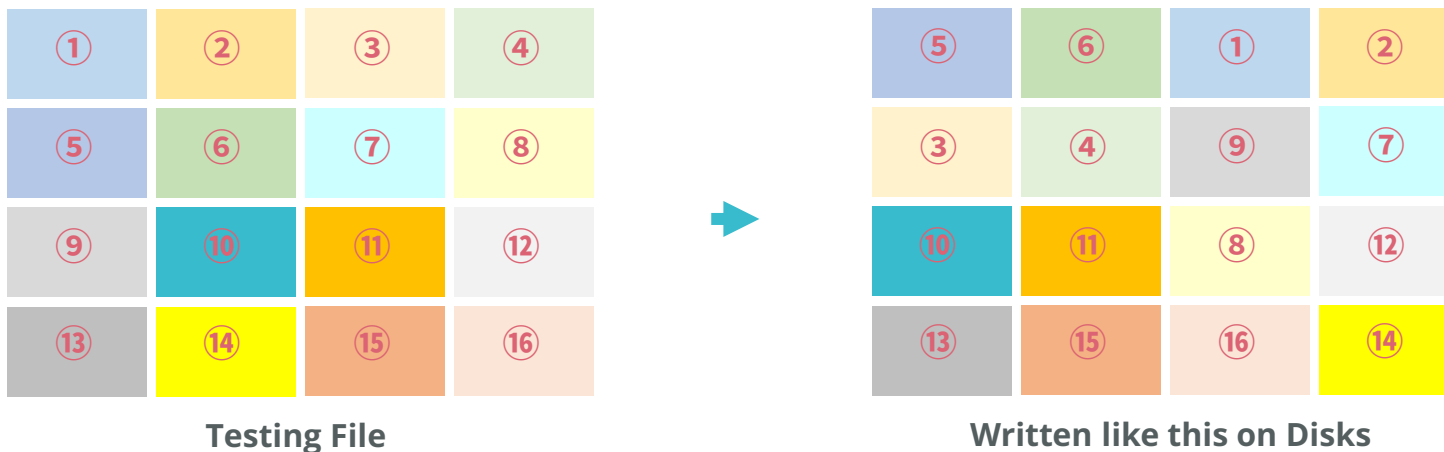 ① ② ③ ④
⑤ ⑥ ⑦ ⑧
⑨ ⑩ ⑪ ⑫
⑬ ⑭ ⑮ ⑯
Testing File
⑤ ⑥ ① ②
③ ④ ⑨ ⑦
⑩ ⑪ ⑧ ⑫
⑬ ⑮ ⑯ ⑭
Written like this on Disks